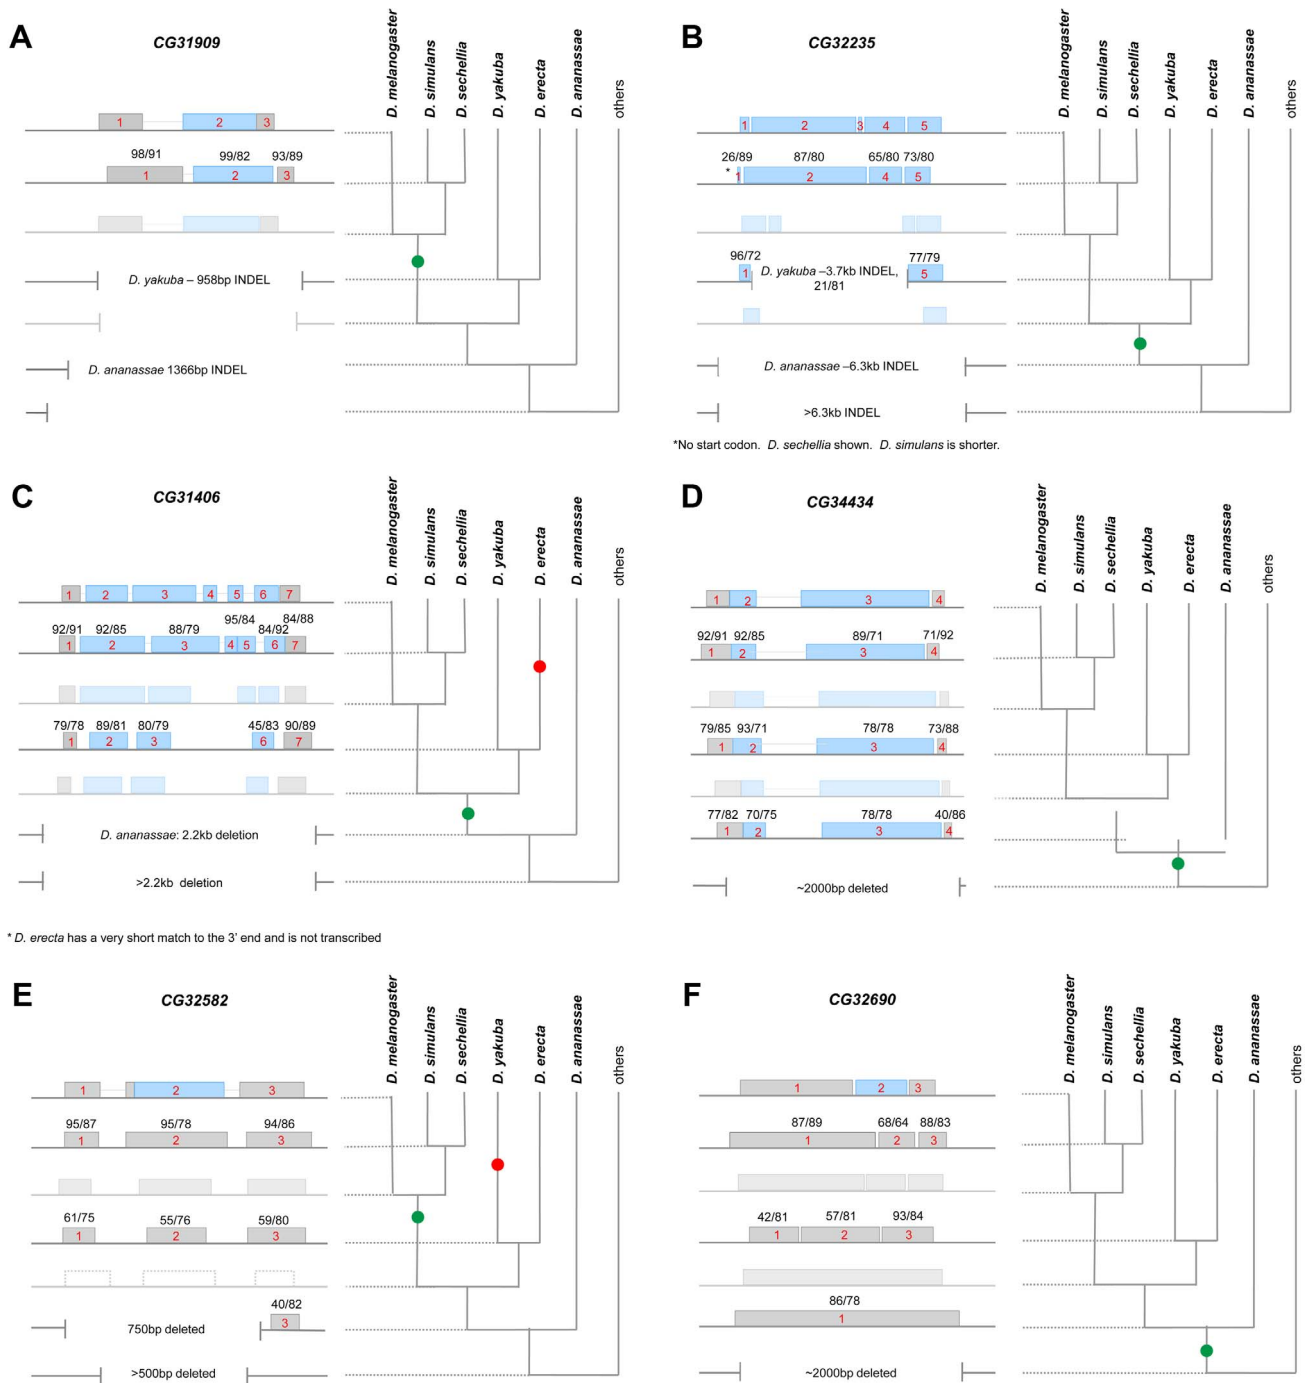 A
CG31909
D. melanogaster
D. simulans
D. sechellia
D. yakuba
D. erecta
D. ananassae
others
1 2 3
98/91 99/82 93/89
1 2 3
D. yakuba – 958bp INDEL
D. ananassae 1366bp INDEL
B
CG32235
D. melanogaster
D. simulans
D. sechellia
D. yakuba
D. erecta
D. ananassae
others
1 2 3 4 5
26/89 87/80 65/80 73/80
* 1 2 4 5
96/72 77/79
1 D. yakuba –3.7kb INDEL, 5
21/81
D. ananassae –6.3kb INDEL
>6.3kb INDEL
*No start codon. D. sechellia shown. D. simulans is shorter.
C
CG31406
D. melanogaster
D. simulans
D. sechellia
D. yakuba
D. erecta
D. ananassae
others
1 2 3 4 5 6 7
95/84 84/88
92/91 92/85 88/79 84/92
1 2 3 4 5 6 7
79/78 89/81 80/79 45/83 90/89
1 2 3 6 7
D. ananassae: 2.2kb deletion
>2.2kb deletion
* D. erecta has a very short match to the 3' end and is not transcribed
D
CG34434
D. melanogaster
D. simulans
D. sechellia
D. yakuba
D. erecta
D. ananassae
others
1 2 3 4
92/91 92/85 89/71 71/92
1 2 3 4
79/85 93/71 78/78 73/88
1 2 3 4
77/82 70/75 78/78 40/86
1 2 3 4
~2000bp deleted
E
CG32582
D. melanogaster
D. simulans
D. sechellia
D. yakuba
D. erecta
D. ananassae
others
1 2 3
95/87 95/78 94/86
1 2 3
61/75 55/76 59/80
1 2 3
40/82
750bp deleted 3
>500bp deleted
F
CG32690
D. melanogaster
D. simulans
D. sechellia
D. yakuba
D. erecta
D. ananassae
others
1 2 3
87/89 68/64 88/83
1 2 3
42/81 57/81 93/84
1 2 3
86/78
1
~2000bp deleted